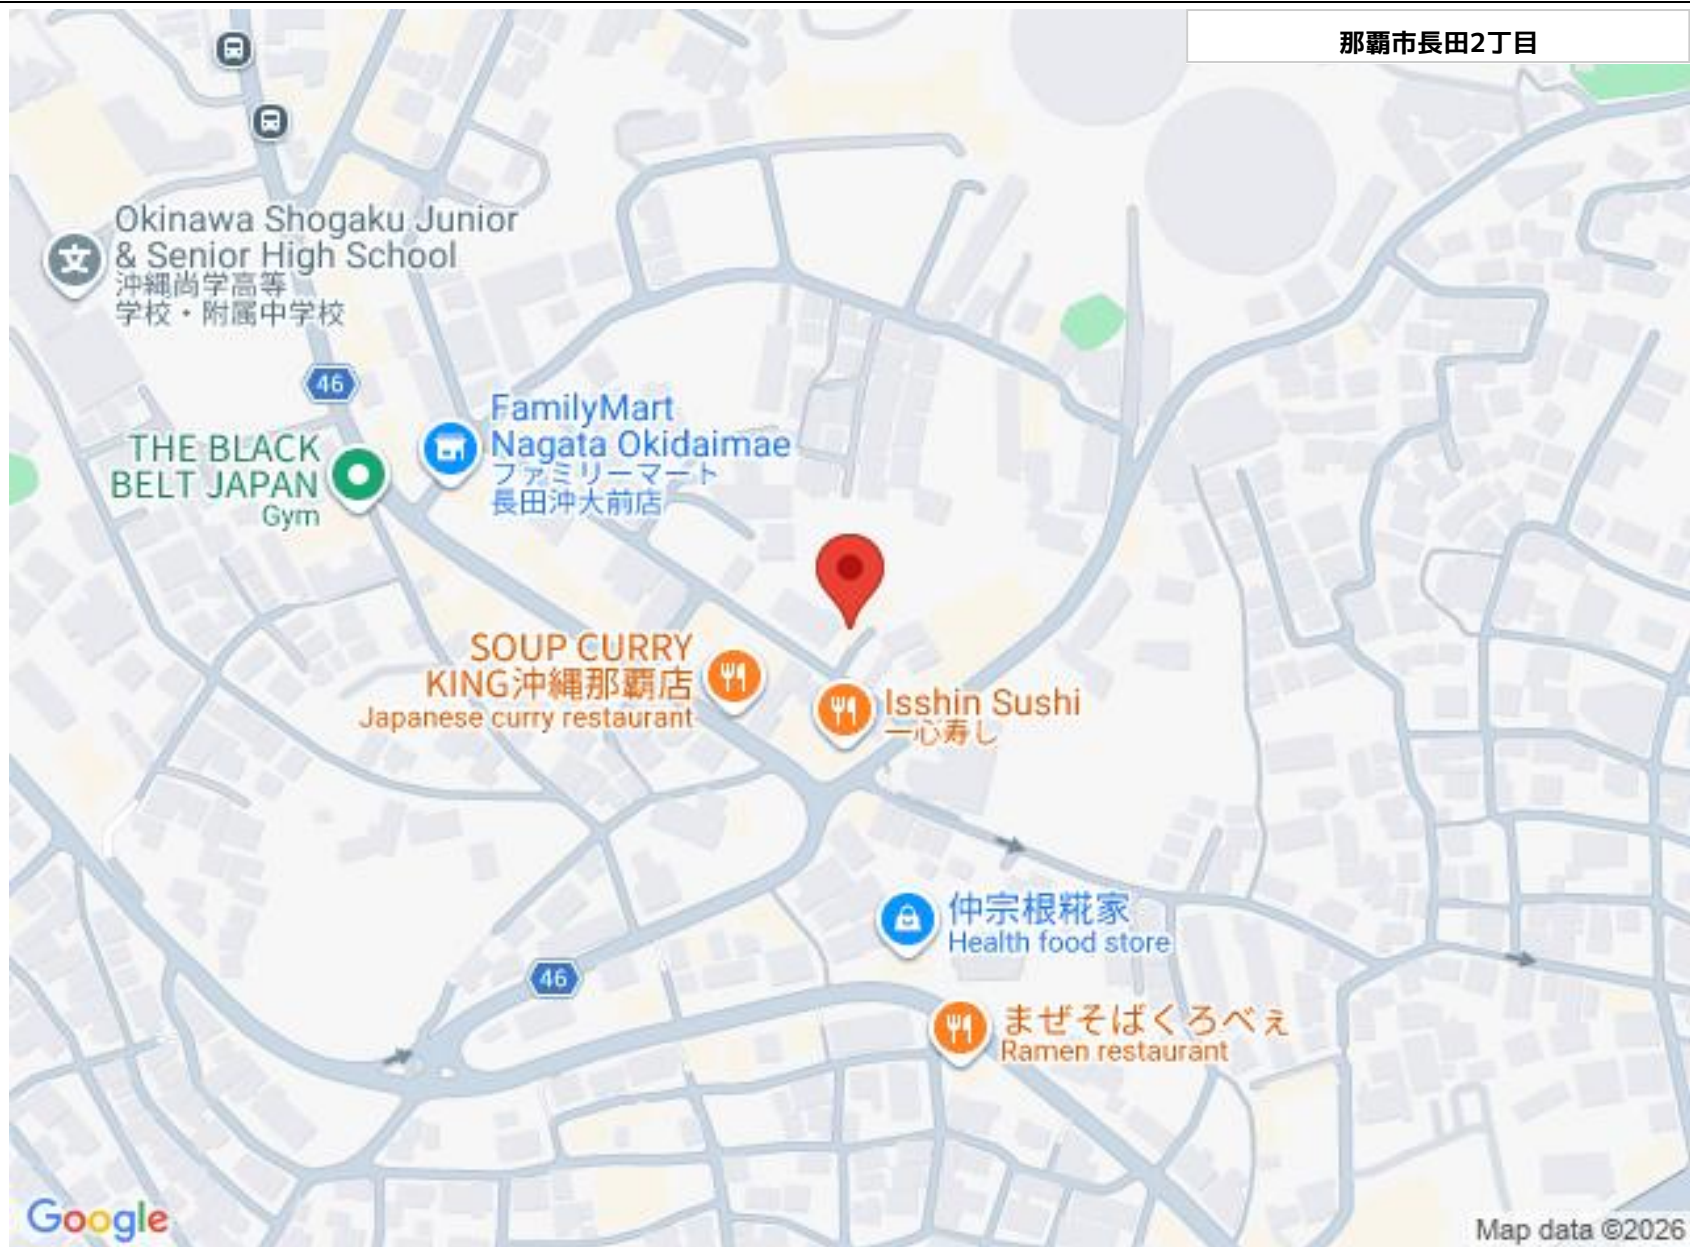 那覇市長田2丁目
Okinawa Shogaku Junior
& Senior High School
沖縄尚学高等
学校・附属中学校
46
FamilyMart
Nagata Okidaimae
ファミリーマート
長田沖大前店
THE BLACK
BELT JAPAN
Gym
SOUP CURRY
KING沖縄那覇店
Japanese curry restaurant
Isshin Sushi
一心寿し
仲宗根糀家
Health food store
46
まぜそばくろべぇ
Ramen restaurant
Google
Map data ©2026